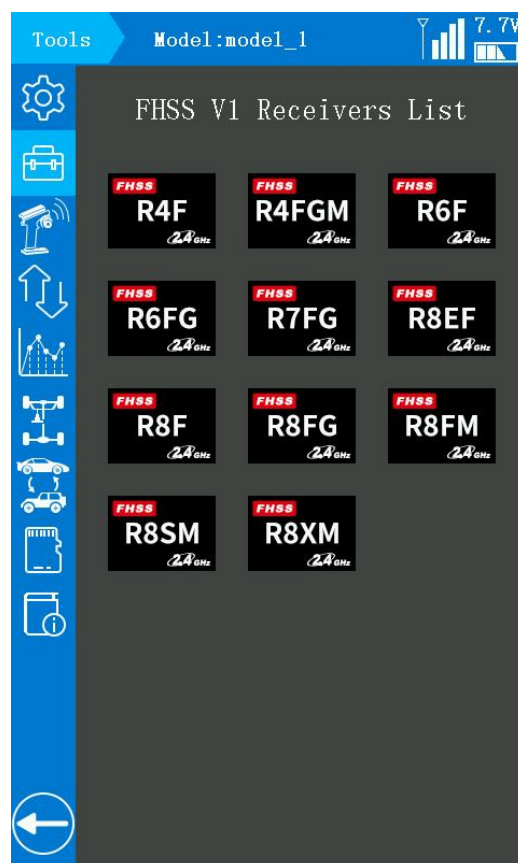 Tools Model:model_1 7.7V
FHSS V1 Receivers List
FHSS FHSS FHSS
R4F R4FGM R6F
2.4GHz 2.4GHz 2.4GHz
FHSS FHSS FHSS
R6FG R7FG R8EF
2.4GHz 2.4GHz 2.4GHz
FHSS FHSS FHSS
R8F R8FG R8FM
2.4GHz 2.4GHz 2.4GHz
FHSS FHSS
R8SM R8XM
2.4GHz 2.4GHz